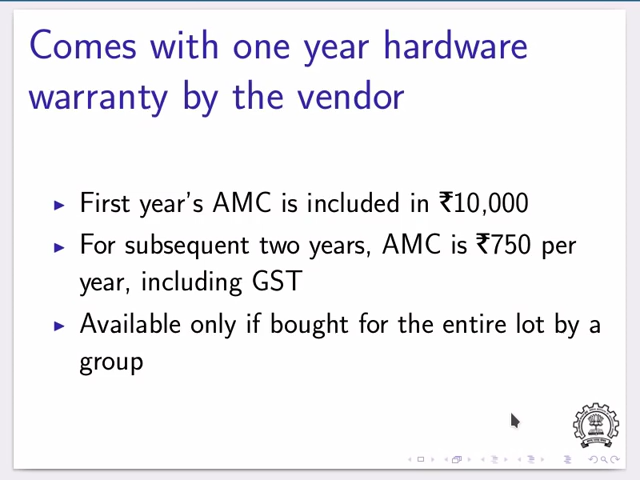 Comes with one year hardware
warranty by the vendor
First year's AMC is included in ₹10,000
For subsequent two years, AMC is ₹750 per
year, including GST
Available only if bought for the entire lot by a
group